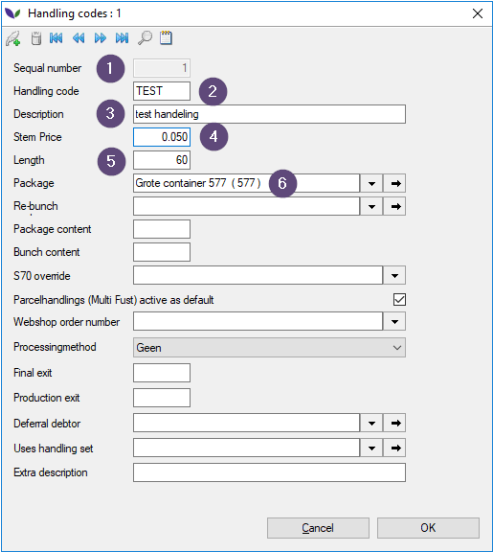 Handling codes : 1
Sequal number 1 1
Handling code TEST 2
Description 3 test handeling
Stem Price 0.050 4
Length 5 60
Package Grote container 577 ( 577 ) 6
Re-bunch
Package content
Bunch content
S70 override
Parcelhandlings (Multi Fust) active as default
Webshop order number
Processingmethod Geen
Final exit
Production exit
Deferral debtor
Uses handling set
Extra description
Cancel OK